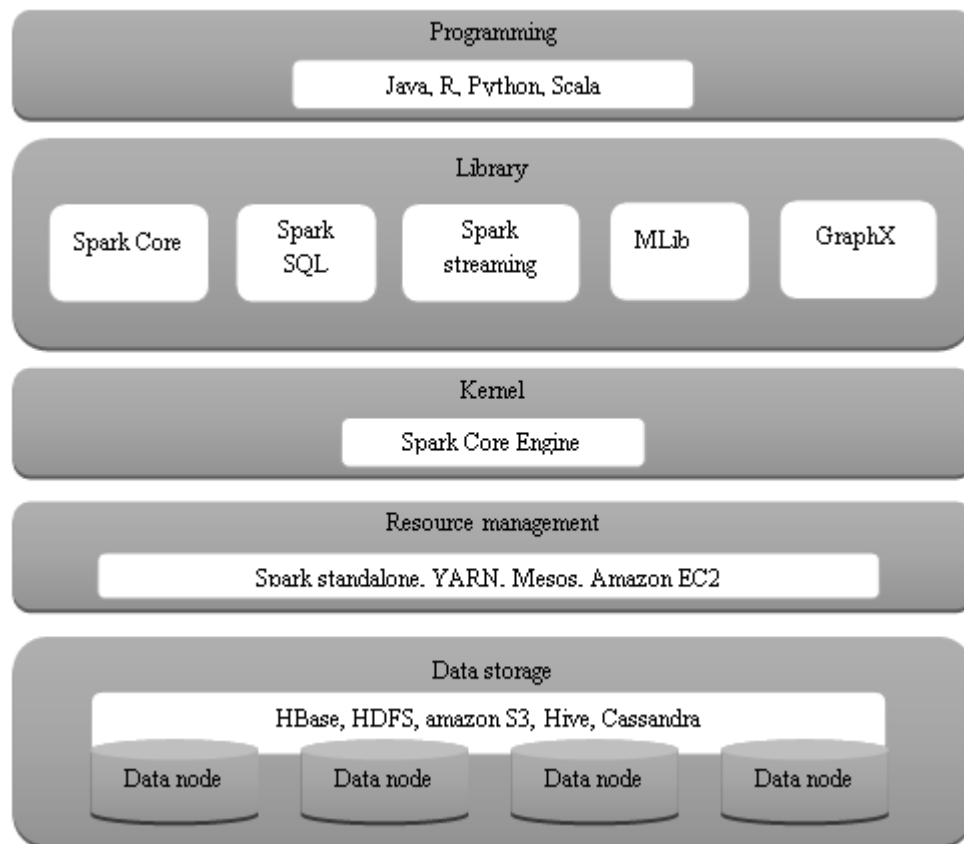 Programming
Java, R, Python, Scala
Library
Spark Core
Spark
SQL
Spark
streaming
MLib
GraphX
Kernel
Spark Core Engine
Resource management
Spark standalone, YARN, Mesos, Amazon EC2
Data storage
HBase, HDFS, amazon S3, Hive, Cassandra
Data node
Data node
Data node
Data node